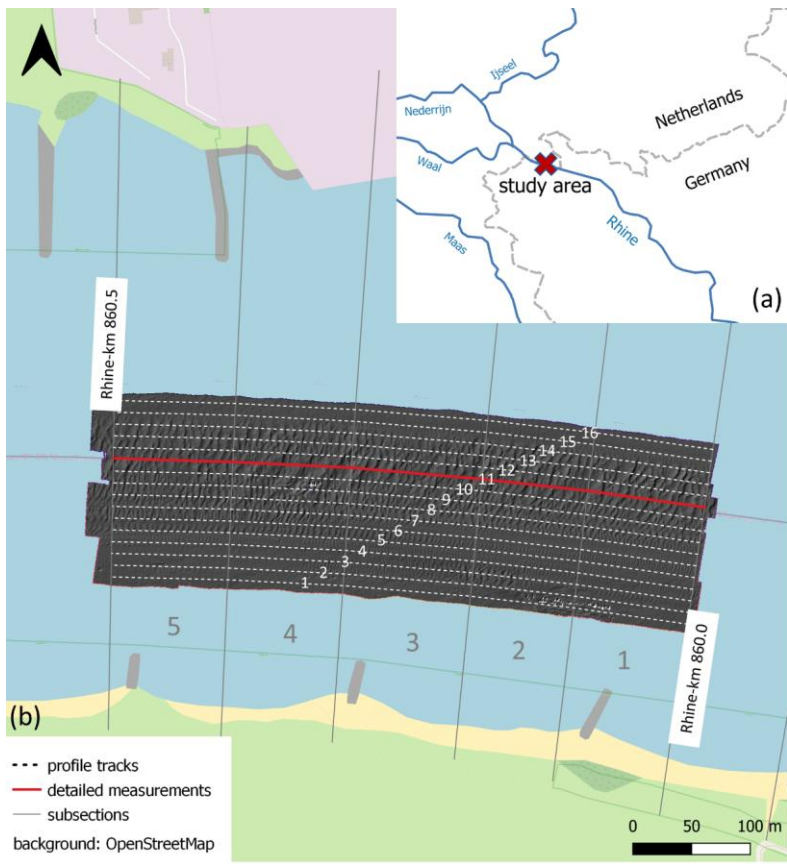 Ijseel
Nederrijn
Waal
Maas
Netherlands
Germany
study area
Rhine
(a)
Rhine-km 860.5
16
15
14
13
12
11
10
9
8
7
6
5
4
3
2
1
5
4
3
2
1
Rhine-km 860.0
(b)
profile tracks
detailed measurements
subsections
background: OpenStreetMap
0 50 100 m